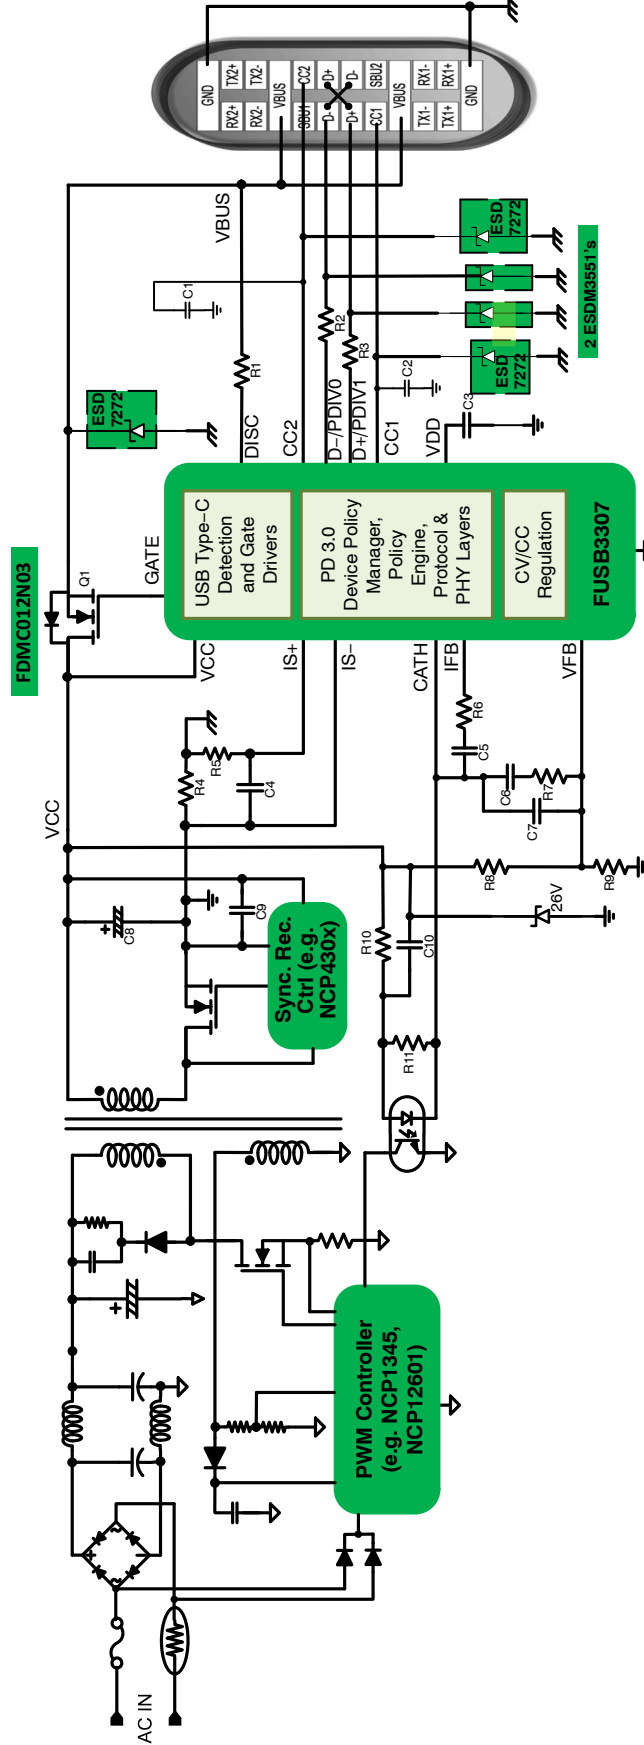 GND
RX2+
TX2+
RX2-
TX2-
VBUS
SBU1
CC2
D-
D+
D+
D-
CC1
SBU2
VBUS
TX1-
RX1-
TX1+
RX1+
GND
VBUS
C1
R1
R2
R3
C2
C3
ESD
7272
ESD
7272
ESD
7272
2 ESDM3551's
DISC
CC2
D−/PDIV0
D+/PDIV1
CC1
VDD
FDMC012N03
Q1
GATE
USB Type−C
Detection
and Gate
Drivers
PD 3.0
Device Policy
Manager,
Policy
Engine,
Protocol &
PHY Layers
CV/CC
Regulation
FUSB3307
VCC
IS+
IS−
CATH
IFB
VFB
VCC
R4
R5
C4
R6
C5
C6
R7
C7
R8
R9
26V
C8
C9
R10
C10
R11
Sync. Rec.
Ctrl (e.g.
NCP430x)
PWM Controller
(e.g. NCP1345,
NCP12601)
+
+
+
−
~
~
AC IN